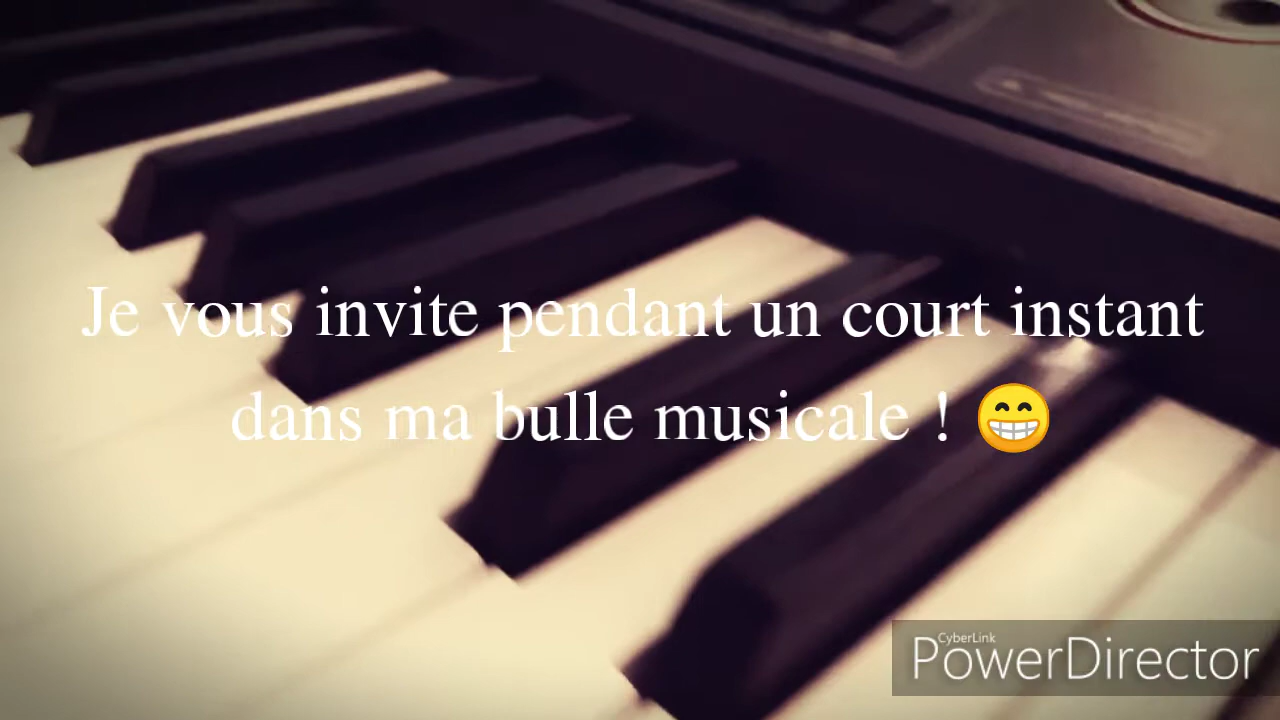 Je vous invite pendant un court instant
dans ma bulle musicale ! 😁
CyberLink
PowerDirector